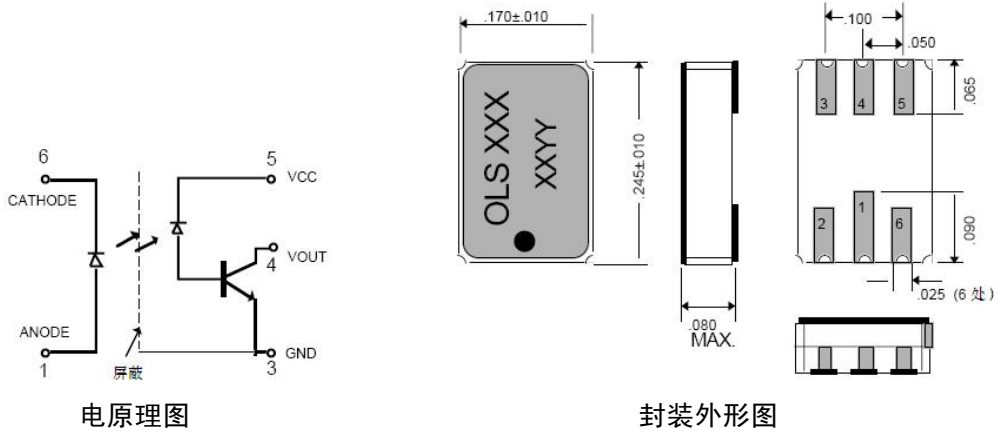 6
CATHODE
ANODE
1
屏蔽
5
VCC
VOUT
4
GND
3
电原理图
.170±.010
OLS XXX
XXYY
.245±.010
.080
MAX.
.100
.050
.065
3
4
5
2
1
6
.090
.025 (6 处)
封装外形图